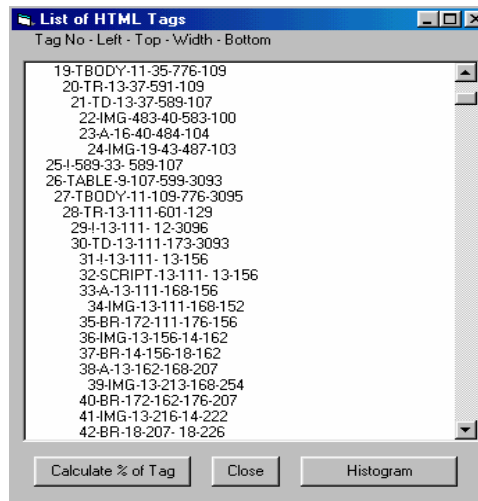 List of HTML Tags
Tag No - Left - Top - Width - Bottom
19-TBODY-11-35-776-109
20-TR-13-37-591-109
21-TD-13-37-589-107
22-IMG-483-40-583-100
23-A-16-40-484-104
24-IMG-19-43-487-103
25-!-589-33- 589-107
26-TABLE-9-107-599-3093
27-TBODY-11-109-776-3095
28-TR-13-111-601-129
29-!-13-111- 12-3096
30-TD-13-111-173-3093
31-!-13-111- 13-156
32-SCRIPT-13-111- 13-156
33-A-13-111-168-156
34-IMG-13-111-168-152
35-BR-172-111-176-156
36-IMG-13-156-14-162
37-BR-14-156-18-162
38-A-13-162-168-207
39-IMG-13-213-168-254
40-BR-172-162-176-207
41-IMG-13-216-14-222
42-BR-18-207- 18-226
Calculate % of Tag Close Histogram